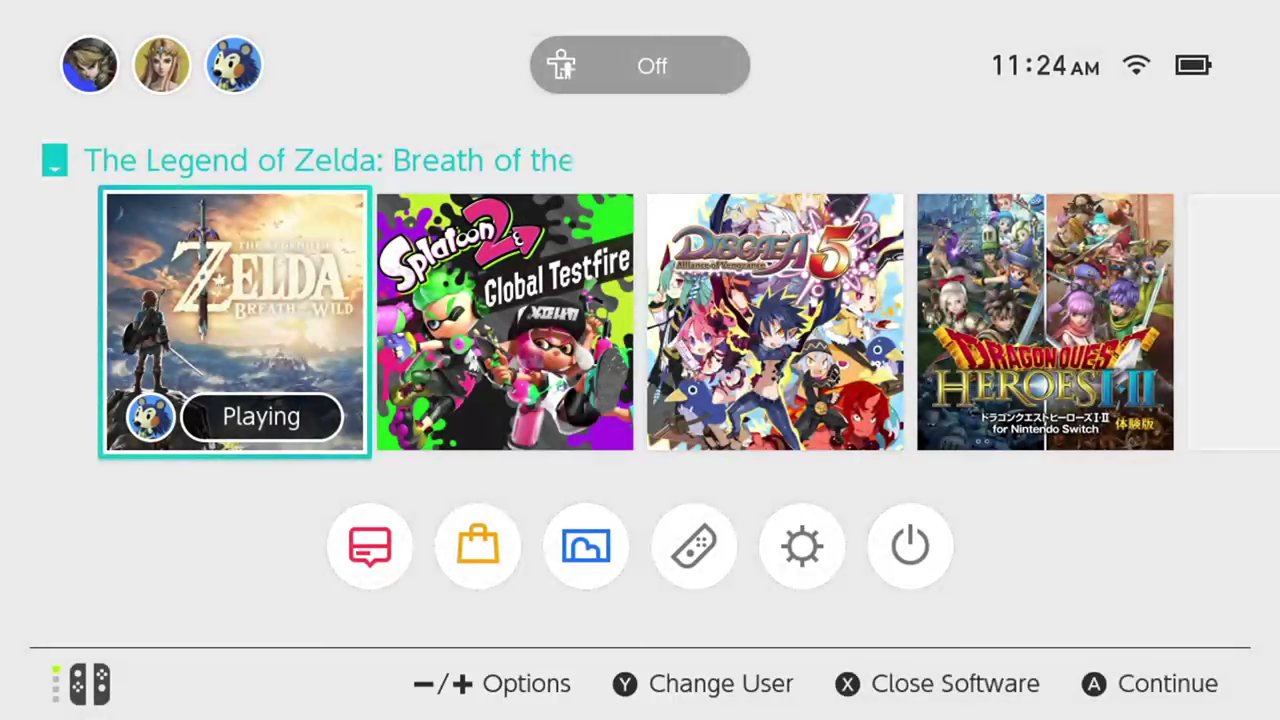 Off
11:24 AM
The Legend of Zelda: Breath of the
THE LEGEND OF
ZELDA
BREATH OF THE WILD
Playing
Splatoon 2
Global Testfire
DISGAEA 5
Alliance of Vengeance
DRAGON QUEST
HEROES I·II
ドラゴンクエストヒーローズI・II
for Nintendo Switch
体験版
−/+ Options
Y Change User
X Close Software
A Continue